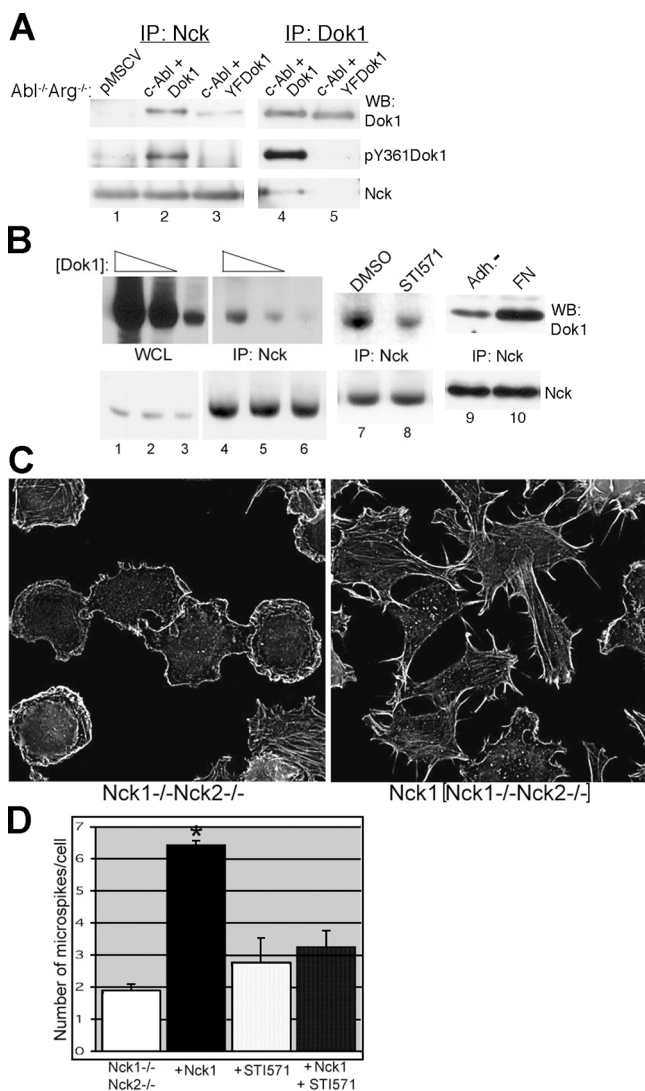 A
IP: Nck IP: Dok1
Abl-/-Arg-/-: pMSCV c-Abl + Dok1 c-Abl + YFDok1 c-Abl + Dok1 c-Abl + YFDok1
WB: Dok1
pY361Dok1
Nck
1 2 3 4 5
B
[Dok1]: DMSO STI571 Adh.- FN
WB: Dok1
WCL IP: Nck IP: Nck IP: Nck
Nck
1 2 3 4 5 6 7 8 9 10
C
Nck1-/-Nck2-/- Nck1[Nck1-/-Nck2-/-]
D
Number of microspikes/cell
7
6
5
4
3
2
1
0
*
Nck1-/- Nck2-/- +Nck1 +STI571 +Nck1 +STI571